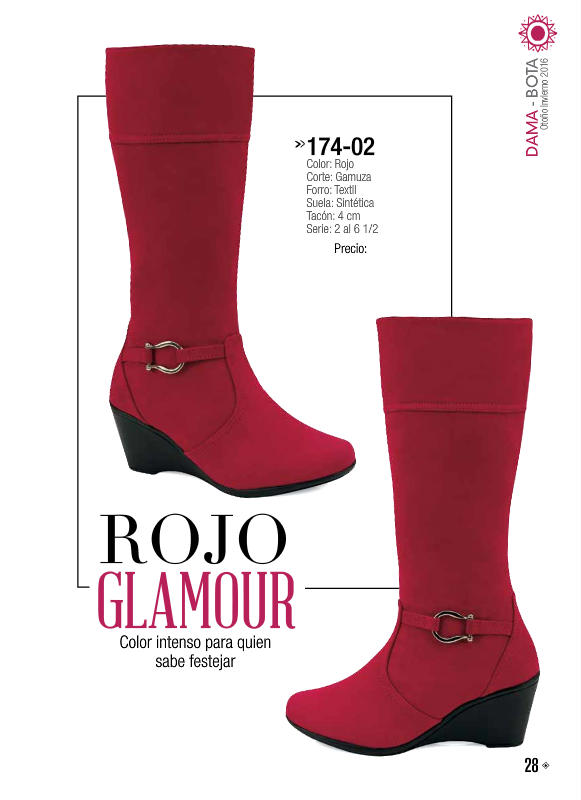 DAMA - BOTA
Otoño Invierno 2016
174-02
Color: Rojo
Corte: Gamuza
Forro: Textil
Suela: Sintética
Tacón: 4 cm
Serie: 2 al 6 1/2
Precio:
ROJO
GLAMOUR
Color intenso para quien
sabe festejar
28